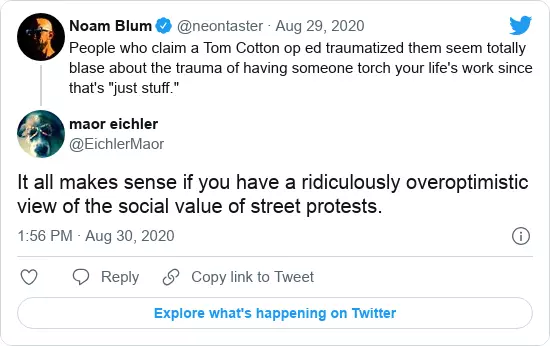 Noam Blum @neontaster · Aug 29, 2020
People who claim a Tom Cotton op ed traumatized them seem totally
blase about the trauma of having someone torch your life's work since
that's "just stuff."
maor eichler
@EichlerMaor
It all makes sense if you have a ridiculously overoptimistic
view of the social value of street protests.
1:56 PM · Aug 30, 2020
Reply Copy link to Tweet
Explore what's happening on Twitter